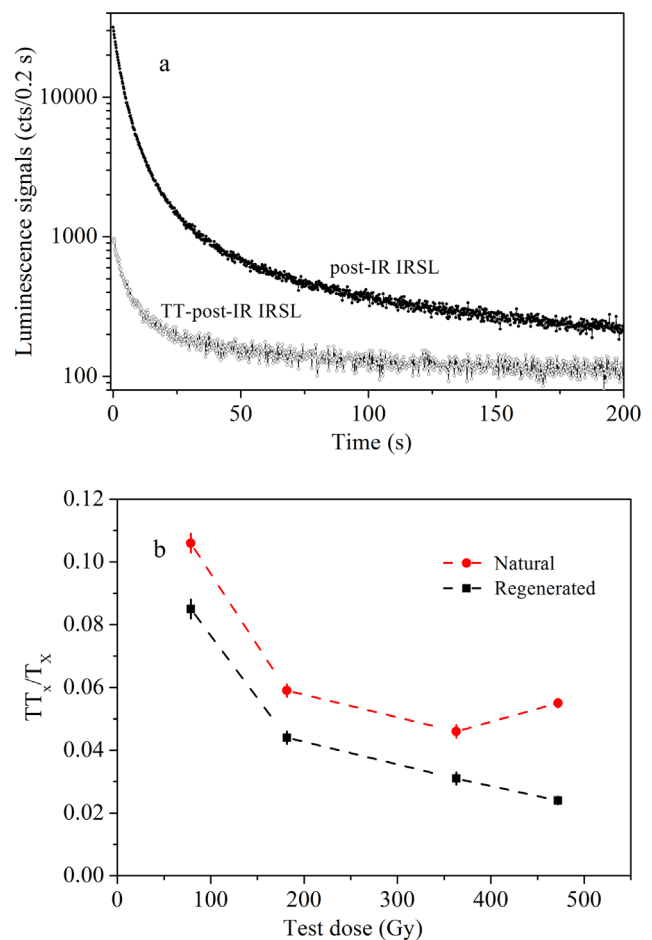 a
10000
1000
100
Luminescence signals (cts/0.2 s)
post-IR IRSL
TT-post-IR IRSL
0 50 100 150 200
Time (s)
b
0.12
0.10
0.08
0.06
0.04
0.02
0.00
TTx/TX
Natural
Regenerated
0 100 200 300 400 500
Test dose (Gy)